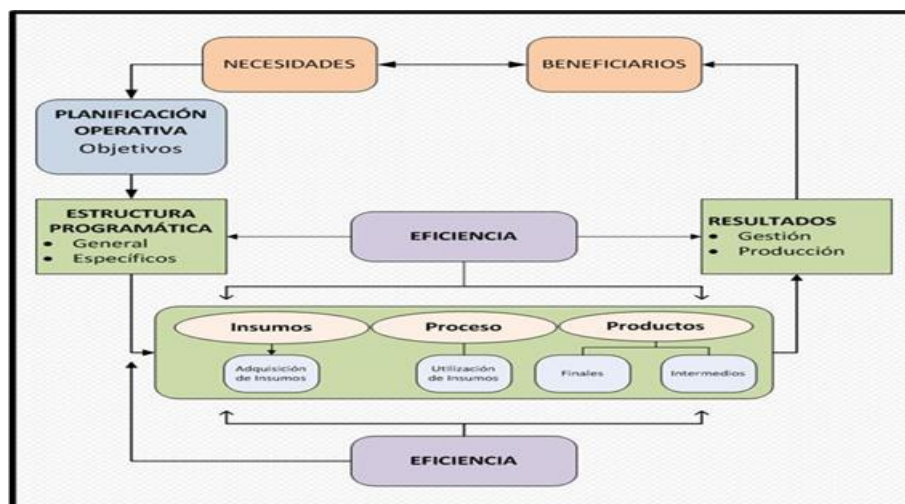 NECESIDADES
BENEFICIARIOS
PLANIFICACIÓN
OPERATIVA
Objetivos
ESTRUCTURA
PROGRAMÁTICA
• General
• Específicos
EFICIENCIA
RESULTADOS
• Gestión
• Producción
Insumos
Proceso
Productos
Adquisición
de Insumos
Utilización
de Insumos
Finales
Intermedios
EFICIENCIA